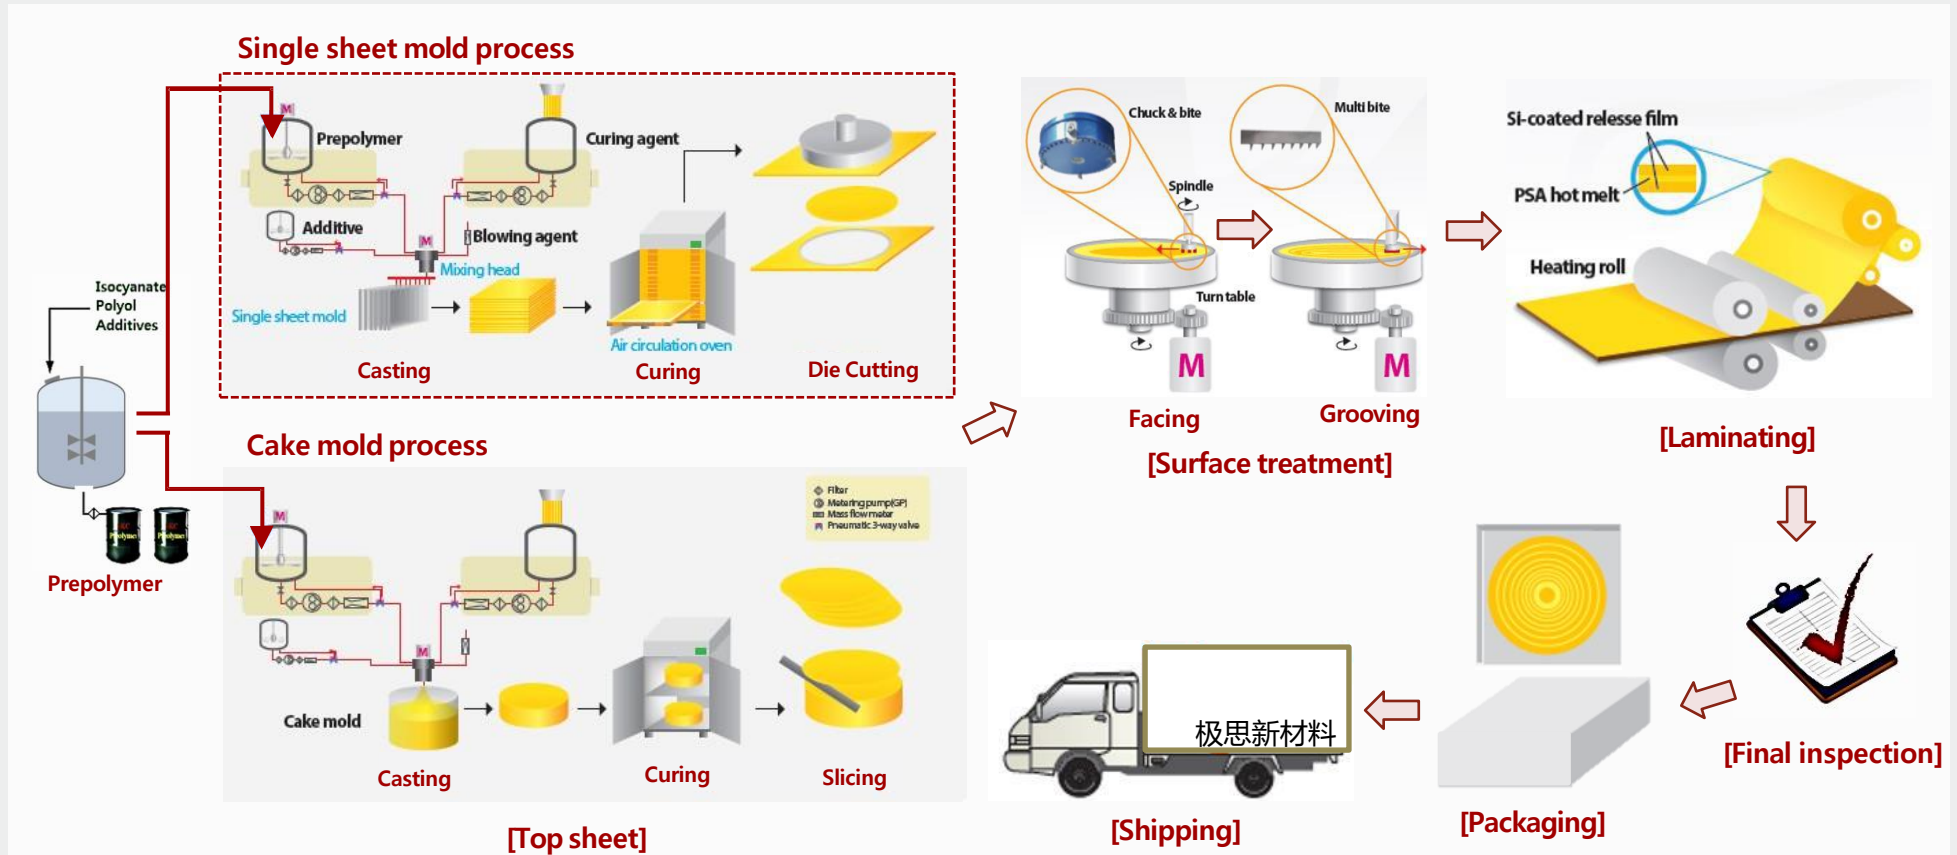 Single sheet mold process
M
Prepolymer
Curing agent
Additive
M
Blowing agent
Mixing head
Single sheet mold
Air circulation oven
Casting
Curing
Die Cutting
Isocyanate
Polyol
Additives
Prepolymer
Cake mold process
M
Filter
Metering pump(GP)
Mass flow meter
Pneumatic 3-way valve
M
Cake mold
Casting
Curing
Slicing
[Top sheet]
Chuck & bite
Multi bite
Spindle
Turn table
M
M
Facing
Grooving
[Surface treatment]
Si-coated relesse film
PSA hot melt
Heating roll
[Laminating]
[Final inspection]
[Packaging]
极思新材料
[Shipping]